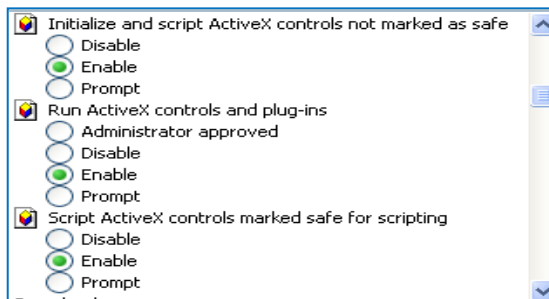 Initialize and script ActiveX controls not marked as safe
Disable
Enable
Prompt
Run ActiveX controls and plug-ins
Administrator approved
Disable
Enable
Prompt
Script ActiveX controls marked safe for scripting
Disable
Enable
Prompt